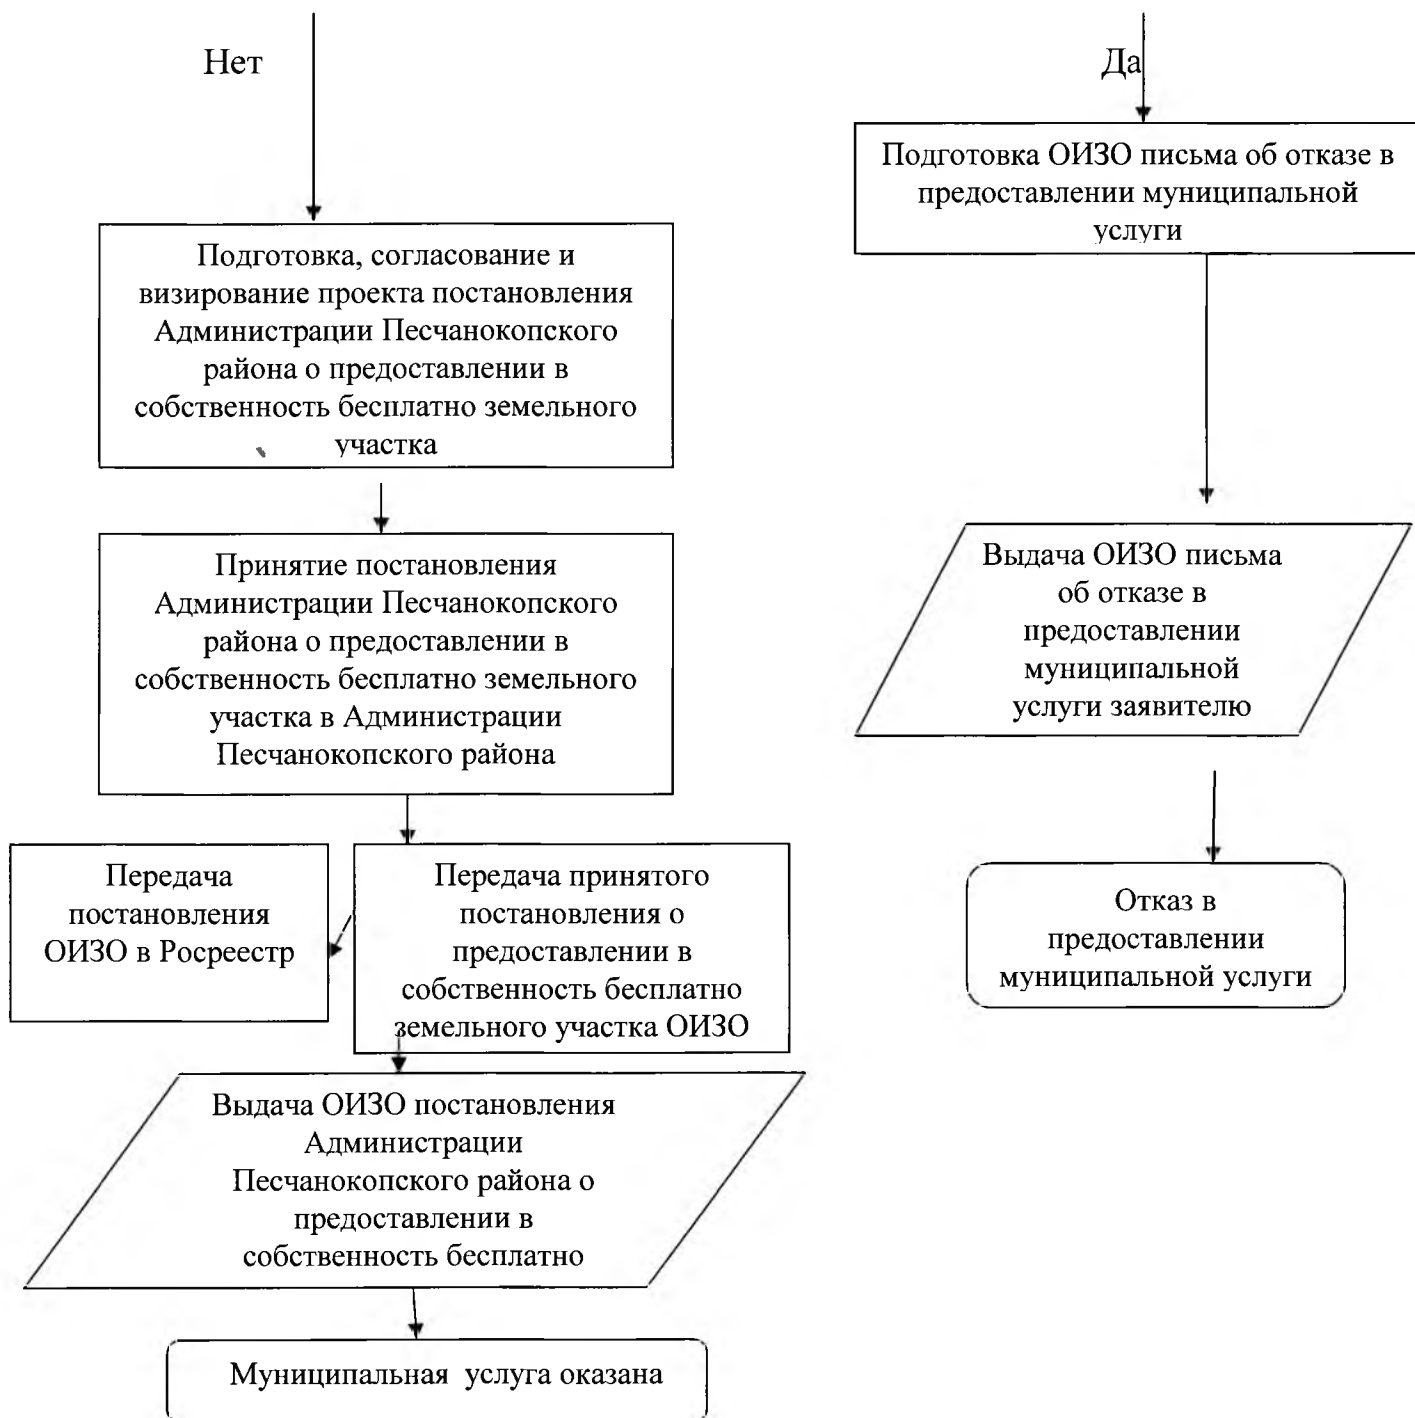 Нет
Подготовка, согласование и
визирование проекта постановления
Администрации Песчанокопского
района о предоставлении в
собственность бесплатно земельного
участка
Принятие постановления
Администрации Песчанокопского
района о предоставлении в
собственность бесплатно земельного
участка в Администрации
Песчанокопского района
Передача
постановления
ОИЗО в Росреестр
Передача принятого
постановления о
предоставлении в
собственность бесплатно
земельного участка ОИЗО
Выдача ОИЗО постановления
Администрации
Песчанокопского района о
предоставлении в
собственность бесплатно
Муниципальная услуга оказана
Да
Подготовка ОИЗО письма об отказе в
предоставлении муниципальной
услуги
Выдача ОИЗО письма
об отказе в
предоставлении
муниципальной
услуги заявителю
Отказ в
предоставлении
муниципальной услуги